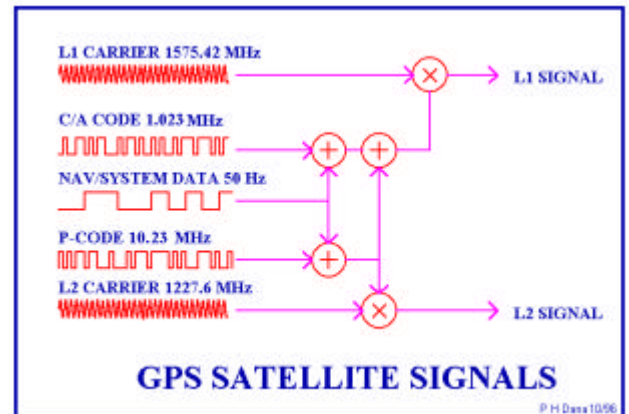 L1 CARRIER 1575.42 MHz
L1 SIGNAL
C/A CODE 1.023 MHz
NAV/SYSTEM DATA 50 Hz
P-CODE 10.23 MHz
L2 CARRIER 1227.6 MHz
L2 SIGNAL
GPS SATELLITE SIGNALS
P H Dana 10/96